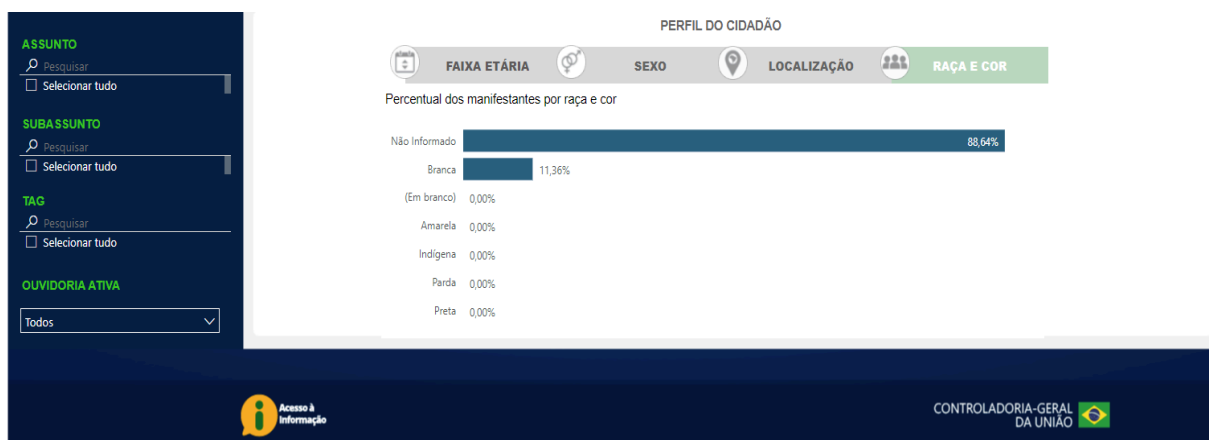 ASSUNTO
Pesquisar
Selecionar tudo
SUBASSUNTO
Pesquisar
Selecionar tudo
TAG
Pesquisar
Selecionar tudo
OUVIDORIA ATIVA
Todos
PERFIL DO CIDADÃO
FAIXA ETÁRIA SEXO LOCALIZAÇÃO RAÇA E COR
Percentual dos manifestantes por raça e cor
Não Informado 88,64%
Branca 11,36%
(Em branco) 0,00%
Amarela 0,00%
Indígena 0,00%
Parda 0,00%
Preta 0,00%
Acesso à
Informação
CONTROLADORIA-GERAL
DA UNIÃO